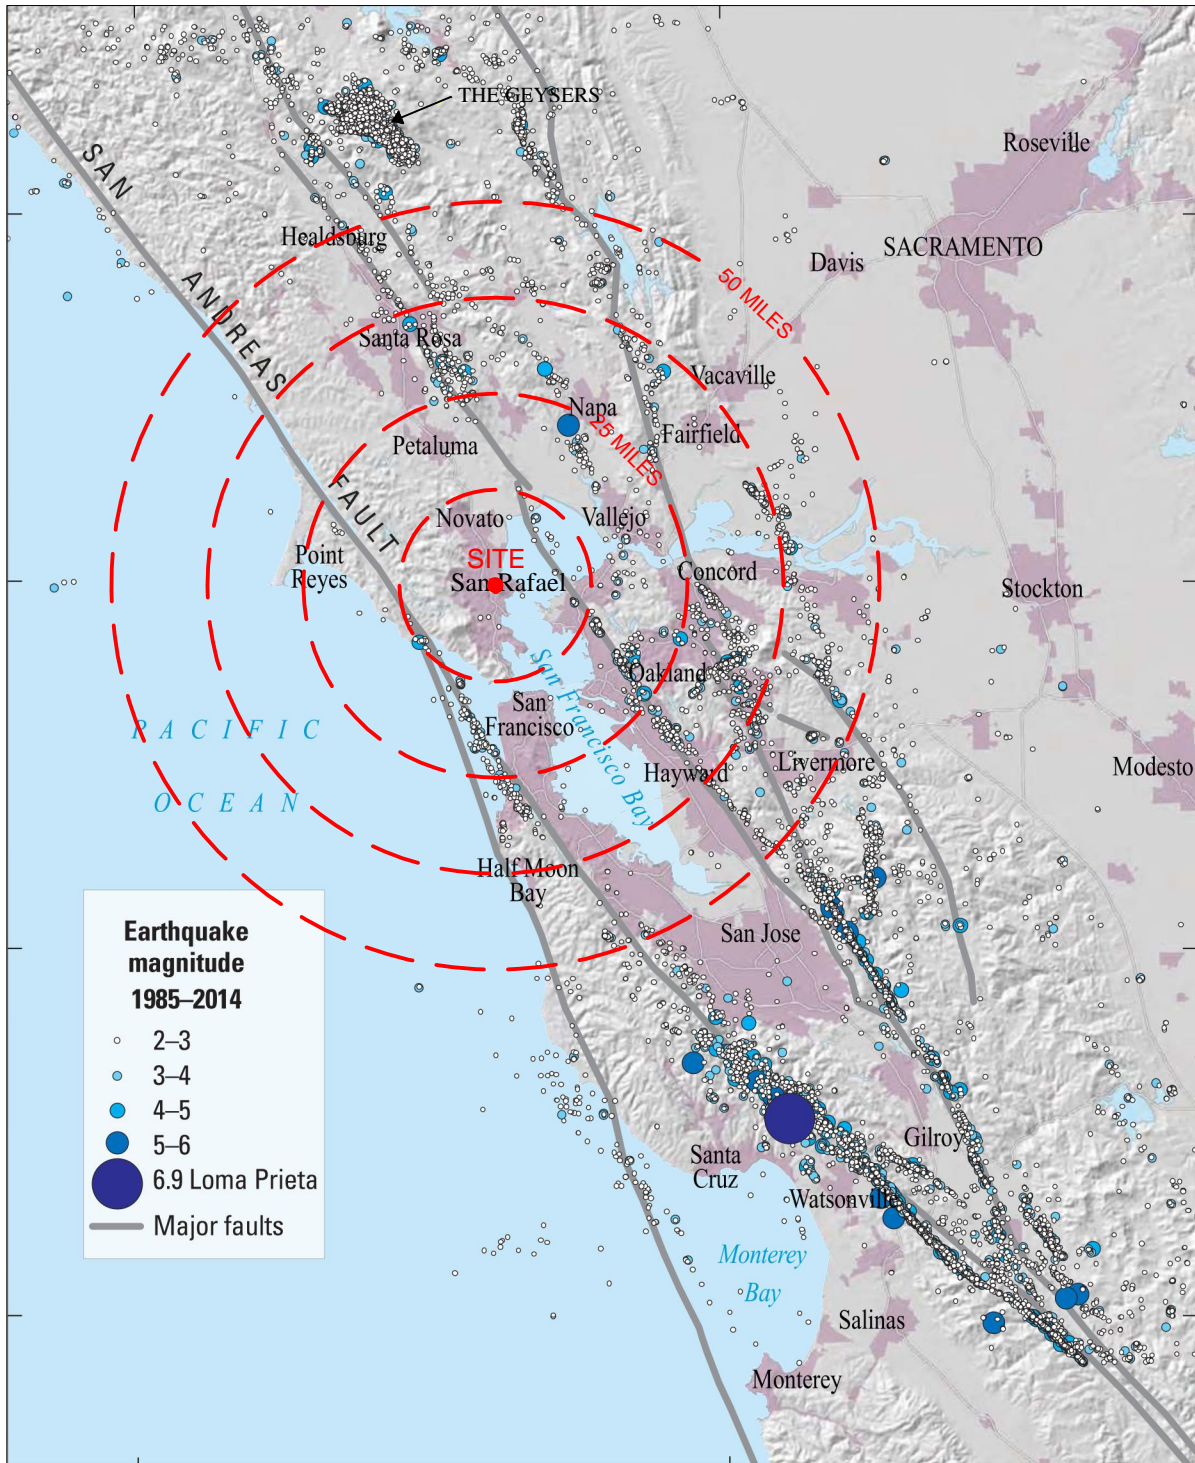 THE GEYSERS
Roseville
SAN
ANDREAS
FAULT
Healdsburg
SACRAMENTO
Davis
50 MILES
Santa Rosa
Vacaville
Napa
25 MILES
Fairfield
Petaluma
Novato
Vallejo
SITE
San Rafael
Point
Reyes
Concord
Stockton
Oakland
San Francisco Bay
San
Francisco
PACIFIC
OCEAN
Hayward
Livermore
Modesto
Half Moon
Bay
San Jose
Earthquake
magnitude
1985–2014
2–3
3–4
4–5
5–6
6.9 Loma Prieta
Major faults
Gilroy
Santa
Cruz
Watsonville
Monterey
Bay
Salinas
Monterey